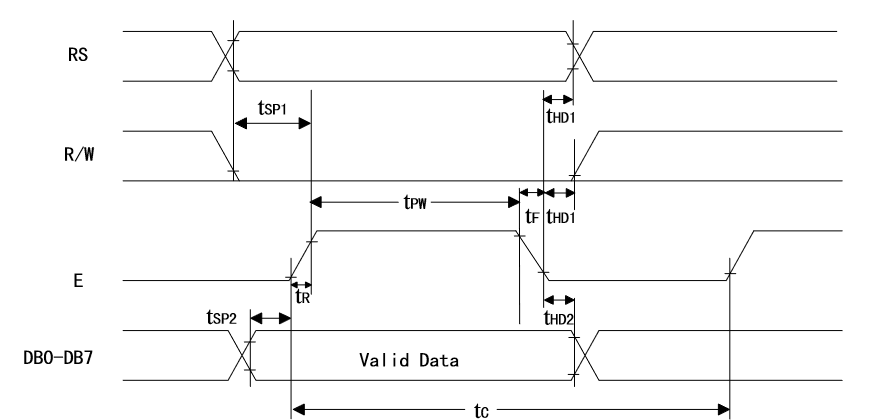 RS
tSP1
tHD1
R/W
tPW
tF tHD1
E
tR
tSP2
tHD2
DB0-DB7
Valid Data
tC